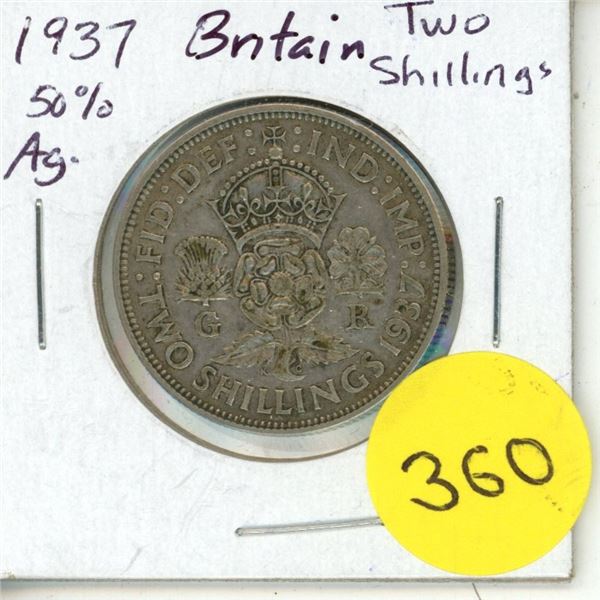 1937 Britain Two
50% Shillings
Ag.
FID·DEF·IND·IMP·
G R
TWO SHILLINGS 1937
360